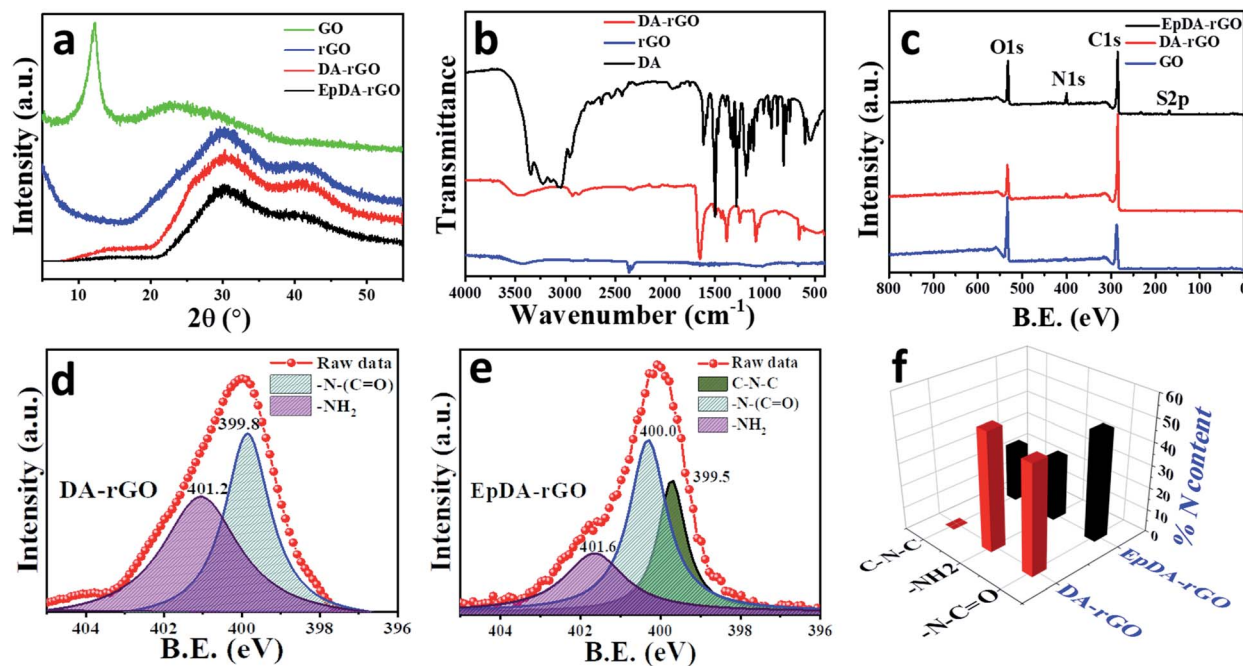 a
GO
rGO
DA-rGO
EpDA-rGO
Intensity (a.u.)
10 20 30 40 50
2θ (°)
b
DA-rGO
rGO
DA
Transmittance
4000 3500 3000 2500 2000 1500 1000 500
Wavenumber (cm⁻¹)
c
EpDA-rGO
DA-rGO
GO
O1s
N1s
C1s
S2p
Intensity (a.u.)
800 700 600 500 400 300 200 100 0
B.E. (eV)
d
Raw data
-N-(C=O)
-NH₂
399.8
401.2
DA-rGO
Intensity (a.u.)
404 402 400 398 396
B.E. (eV)
e
Raw data
C-N-C
-N-(C=O)
-NH₂
400.0
399.5
401.6
EpDA-rGO
Intensity (a.u.)
404 402 400 398 396
B.E. (eV)
f
60
50
40
30
20
10
0
% N content
C-N-C
-NH2
-N-C=O
DA-rGO
EpDA-rGO